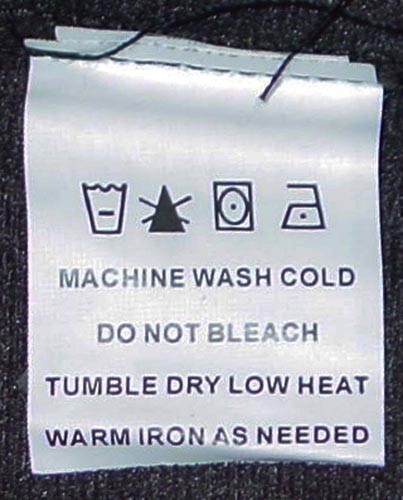 MACHINE WASH COLD
DO NOT BLEACH
TUMBLE DRY LOW HEAT
WARM IRON AS NEEDED